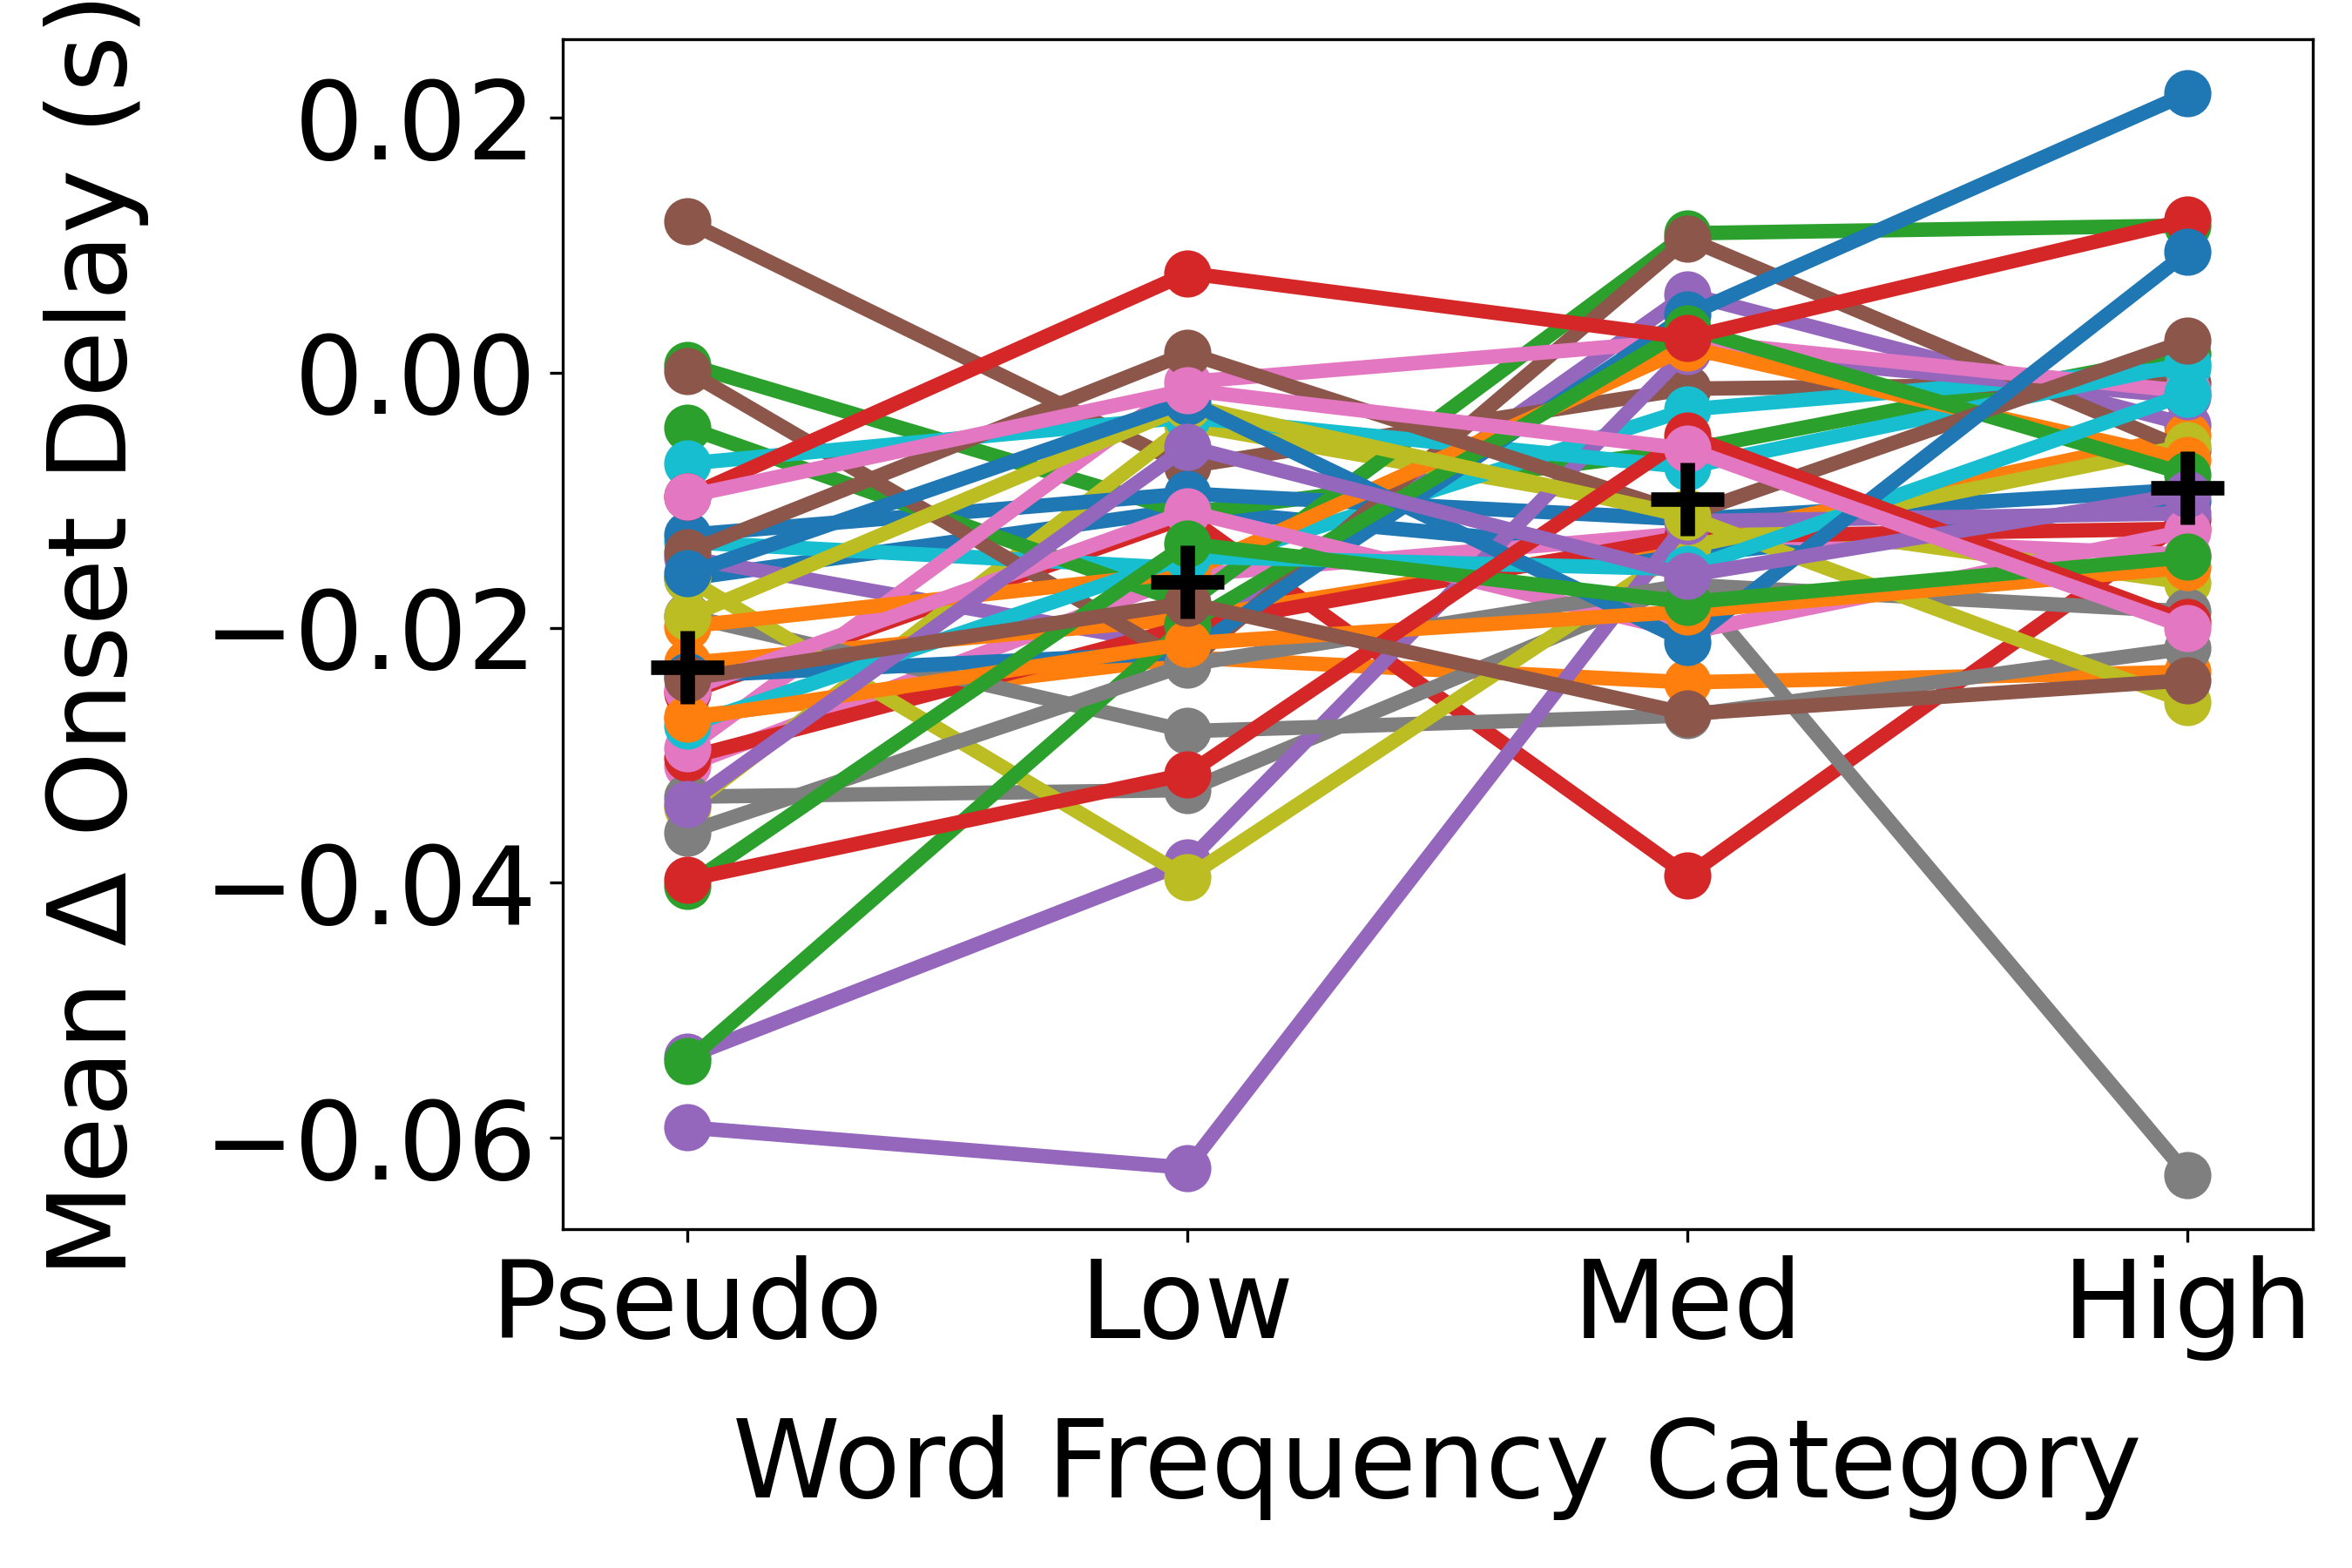 Mean Δ Onset Delay (s)
0.02
0.00
−0.02
−0.04
−0.06
Pseudo Low Med High
Word Frequency Category